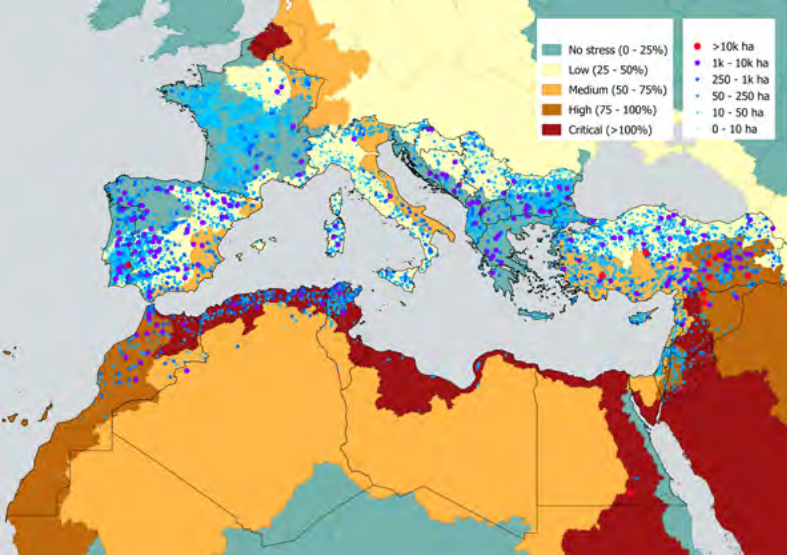 No stress (0 - 25%)
Low (25 - 50%)
Medium (50 - 75%)
High (75 - 100%)
Critical (>100%)
>10k ha
1k - 10k ha
250 - 1k ha
50 - 250 ha
10 - 50 ha
0 - 10 ha